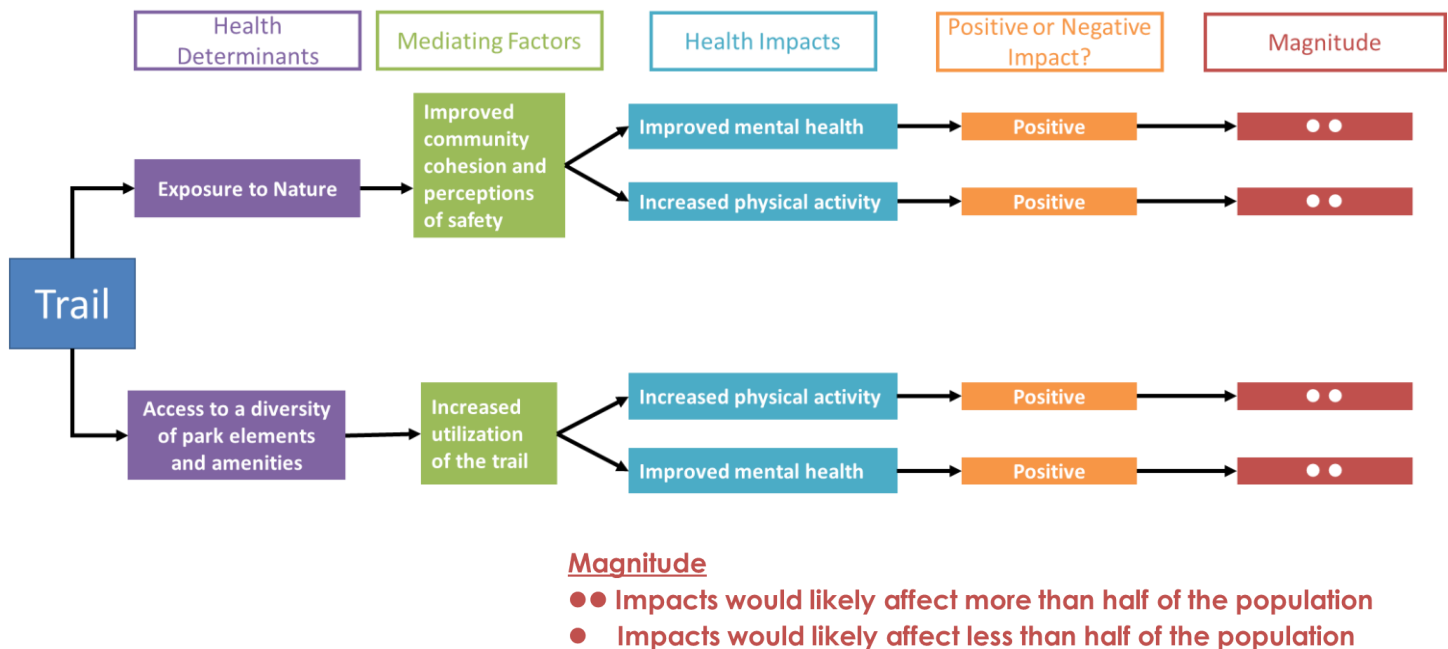 Health
Determinants
Mediating Factors
Health Impacts
Positive or Negative
Impact?
Magnitude
Trail
Exposure to Nature
Improved
community
cohesion and
perceptions
of safety
Improved mental health
Positive
●●
Increased physical activity
Positive
●●
Access to a diversity
of park elements
and amenities
Increased
utilization
of the trail
Increased physical activity
Positive
●●
Improved mental health
Positive
●●
Magnitude
●● Impacts would likely affect more than half of the population
● Impacts would likely affect less than half of the population